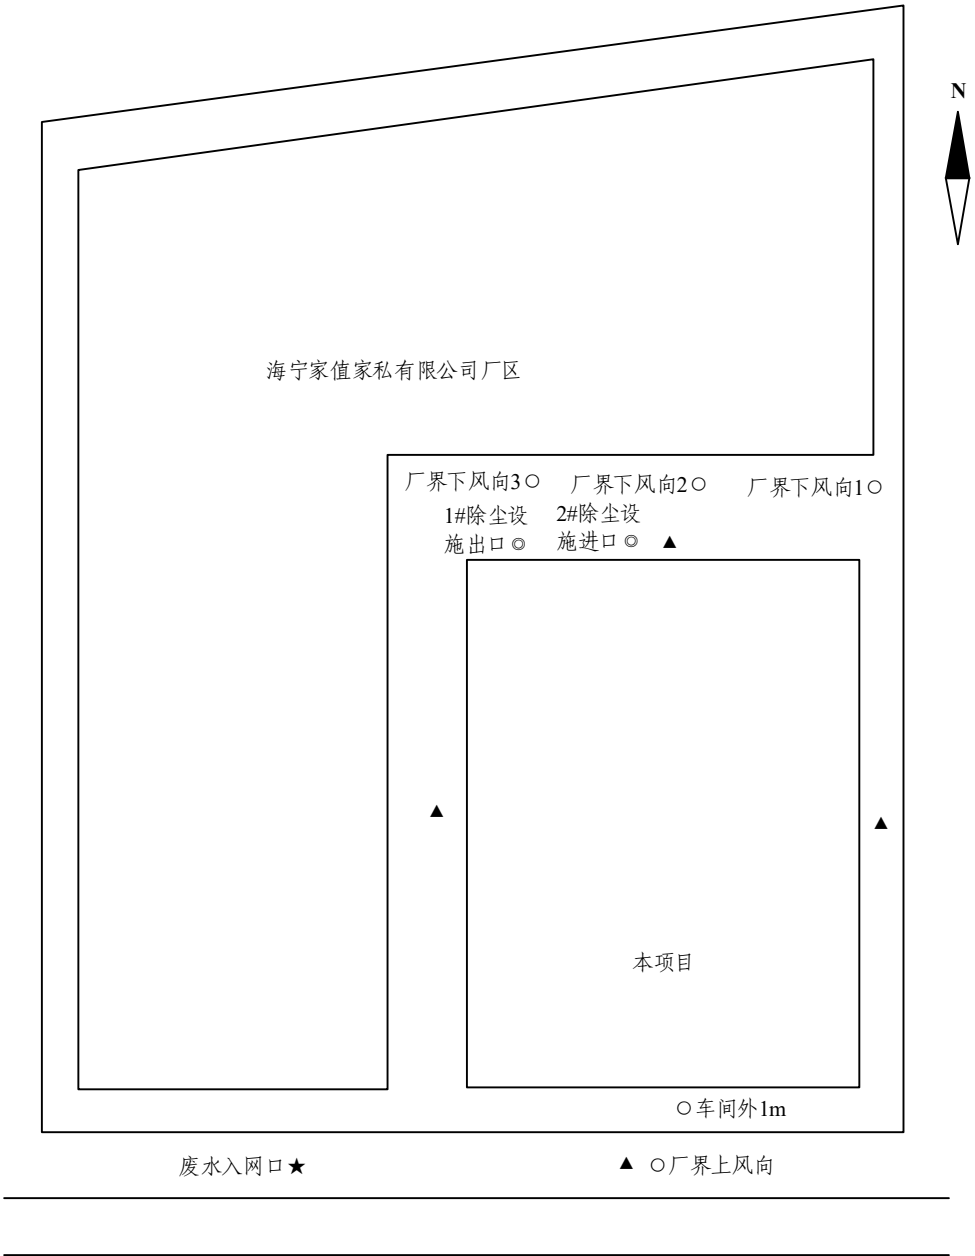 N
海宁家值家私有限公司厂区
厂界下风向3○
厂界下风向2○
厂界下风向1○
1#除尘设
施出口◎
2#除尘设
施进口◎ ▲
▲
▲
本项目
○车间外1m
废水入网口★
▲ ○厂界上风向